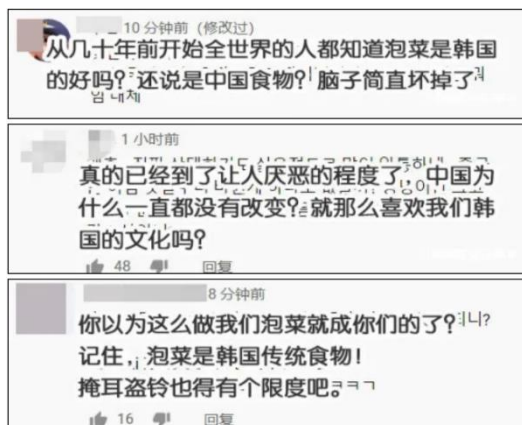 10 分钟前（修改过）
从几十年前开始全世界的人都知道泡菜是韩国
的好吗？还说是中国食物？脑子简直坏掉了
1 小时前
真的已经到了让人厌恶的程度了，中国为
什么一直都没有改变？就那么喜欢我们韩
国的文化吗？
48 回复
8 分钟前
你以为这么做我们泡菜就成你们的了？니?
记住，泡菜是韩国传统食物！
掩耳盗铃也得有个限度吧。ㅋㅋㅋ
16 回复